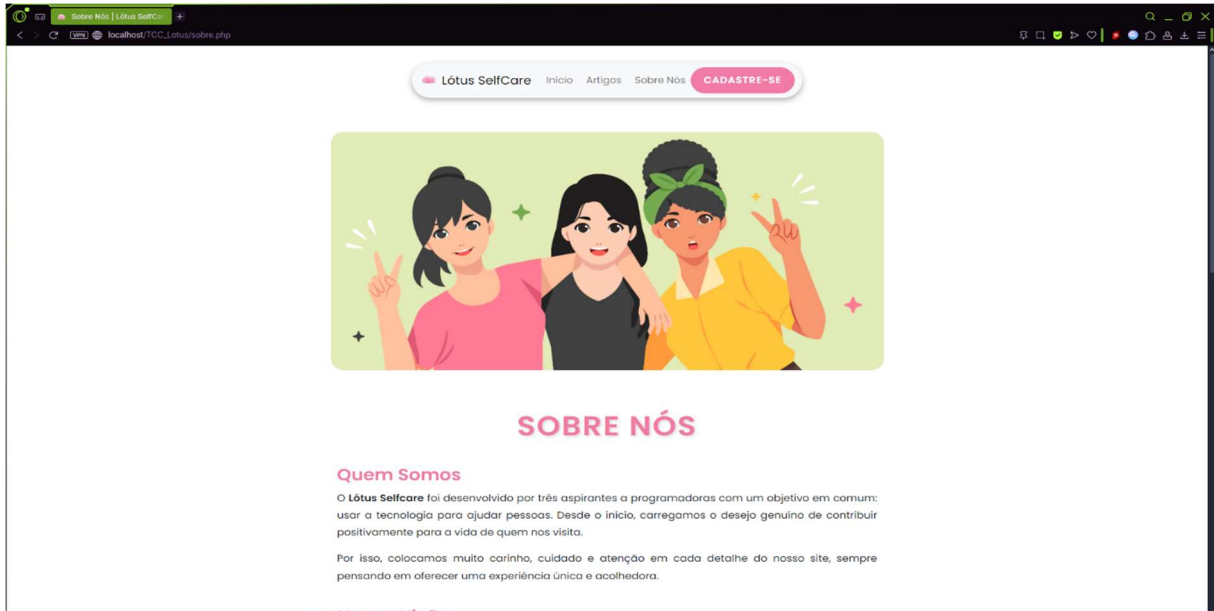 Sobre Nós | Lótus SelfCa
VPN localhost/TCC_Lotus/sobre.php
Lótus SelfCare Início Artigos Sobre Nós CADASTRE-SE
SOBRE NÓS
Quem Somos
O Lótus Selfcare foi desenvolvido por três aspirantes a programadoras com um objetivo em comum:
usar a tecnologia para ajudar pessoas. Desde o início, carregamos o desejo genuíno de contribuir
positivamente para a vida de quem nos visita.
Por isso, colocamos muito carinho, cuidado e atenção em cada detalhe do nosso site, sempre
pensando em oferecer uma experiência única e acolhedora.